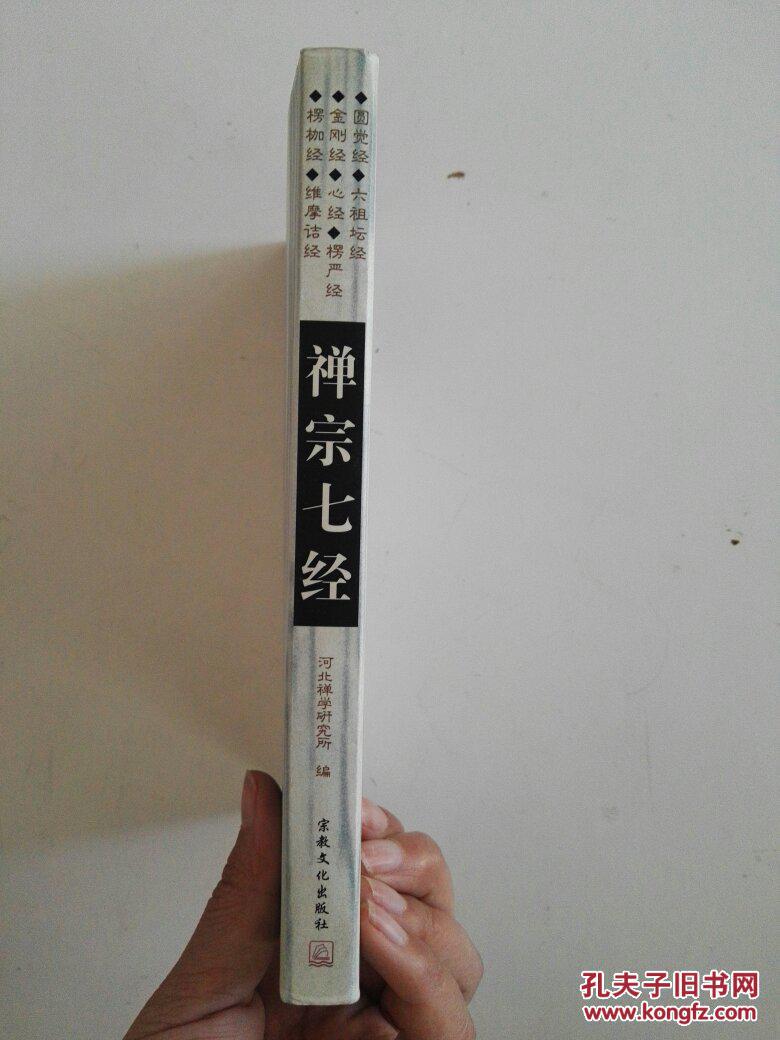 ◆圆觉经◆六祖坛经
◆金刚经◆心经◆楞严经
◆楞枷经◆维摩诘经
禅宗七经
河北禅学研究所 编
宗教文化出版社
孔夫子旧书网
www.kongfz.com